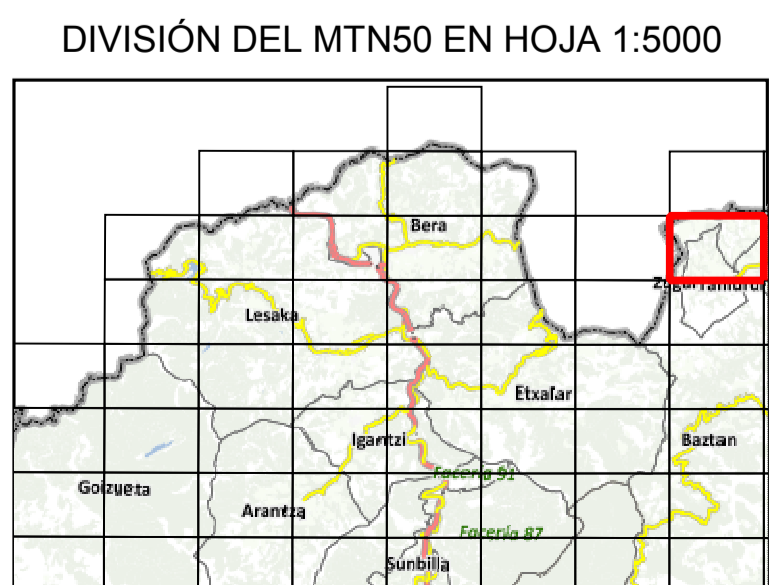 DIVISIÓN DEL MTN50 EN HOJA 1:5000
Bera
Zugarramurdi
Lesaka
Etxalar
Igantzi
Baztan
Facería 91
Goizueta
Arantza
Facería 87
Sunbilla